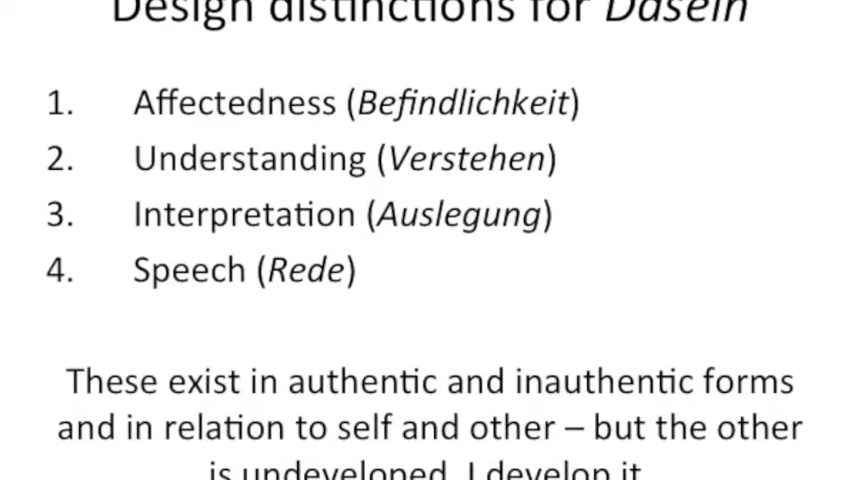 Design distinctions for Dasein
1. Affectedness (Befindlichkeit)
2. Understanding (Verstehen)
3. Interpretation (Auslegung)
4. Speech (Rede)
These exist in authentic and inauthentic forms
and in relation to self and other – but the other
is undeveloped. I develop it